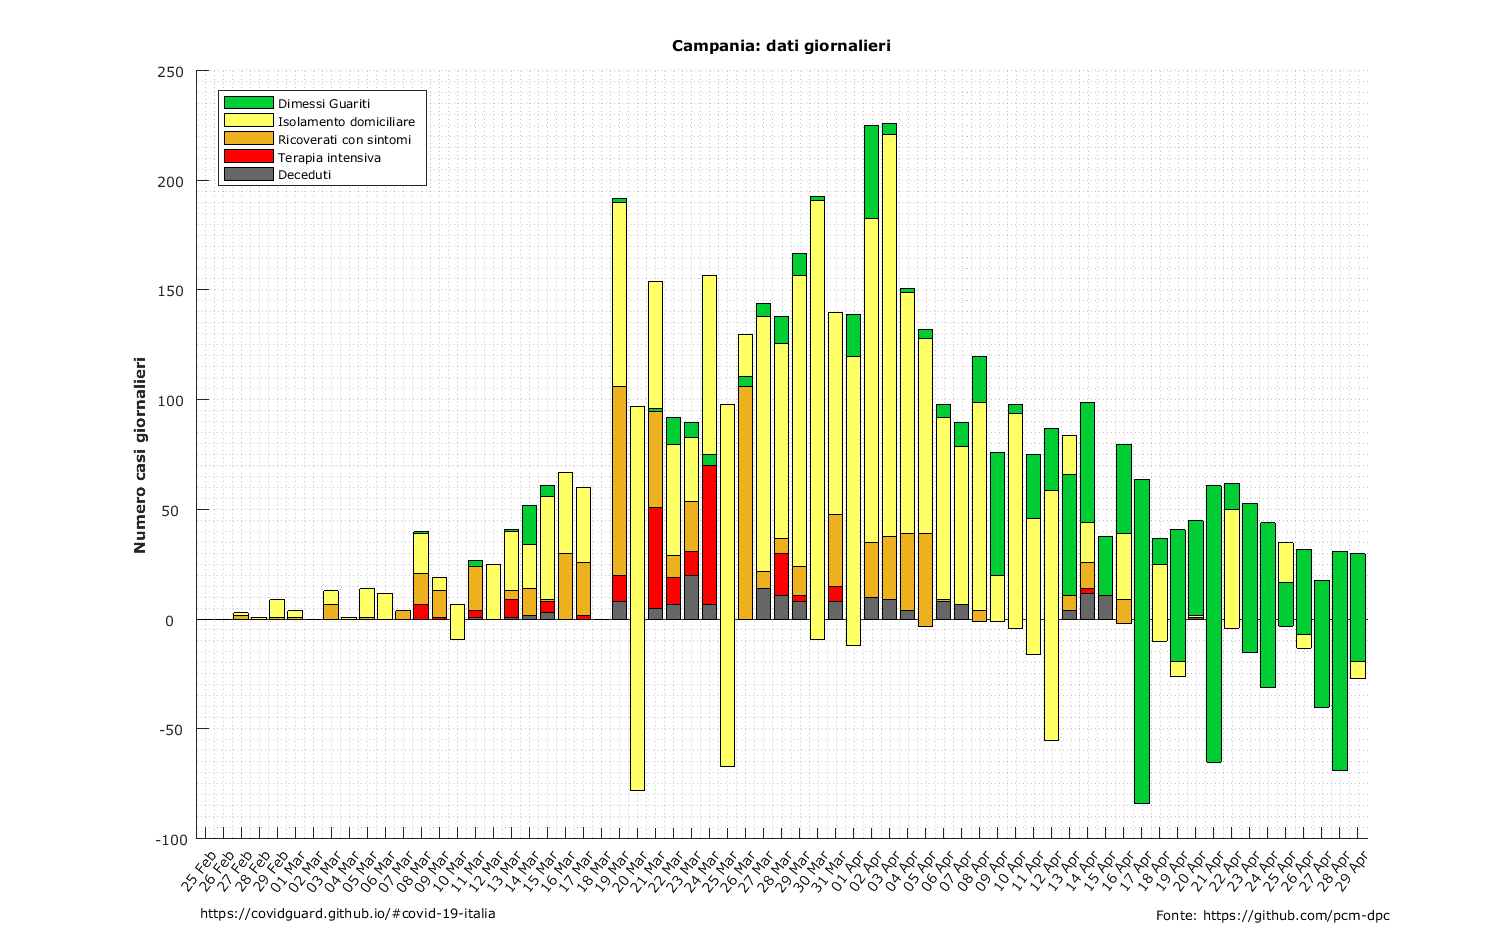 Campania: dati giornalieri
250
200
150
100
50
0
-50
-100
Numero casi giornalieri
Dimessi Guariti
Isolamento domiciliare
Ricoverati con sintomi
Terapia intensiva
Deceduti
25 Feb
26 Feb
27 Feb
28 Feb
29 Feb
01 Mar
02 Mar
03 Mar
04 Mar
05 Mar
06 Mar
07 Mar
08 Mar
09 Mar
10 Mar
11 Mar
12 Mar
13 Mar
14 Mar
15 Mar
16 Mar
17 Mar
18 Mar
19 Mar
20 Mar
21 Mar
22 Mar
23 Mar
24 Mar
25 Mar
26 Mar
27 Mar
28 Mar
29 Mar
30 Mar
31 Mar
01 Apr
02 Apr
03 Apr
04 Apr
05 Apr
06 Apr
07 Apr
08 Apr
09 Apr
10 Apr
11 Apr
12 Apr
13 Apr
14 Apr
15 Apr
16 Apr
17 Apr
18 Apr
19 Apr
20 Apr
21 Apr
22 Apr
23 Apr
24 Apr
25 Apr
26 Apr
27 Apr
28 Apr
29 Apr
https://covidguard.github.io/#covid-19-italia
Fonte: https://github.com/pcm-dpc